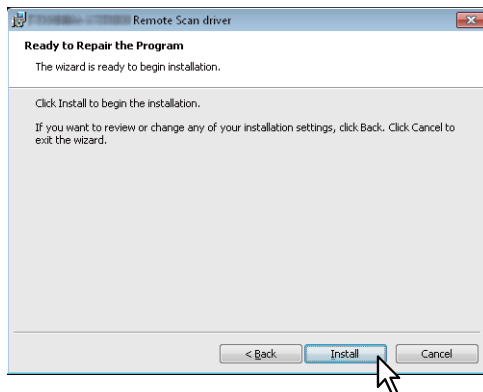 Remote Scan driver
Ready to Repair the Program
The wizard is ready to begin installation.
Click Install to begin the installation.
If you want to review or change any of your installation settings, click Back. Click Cancel to
exit the wizard.
< Back
Install
Cancel